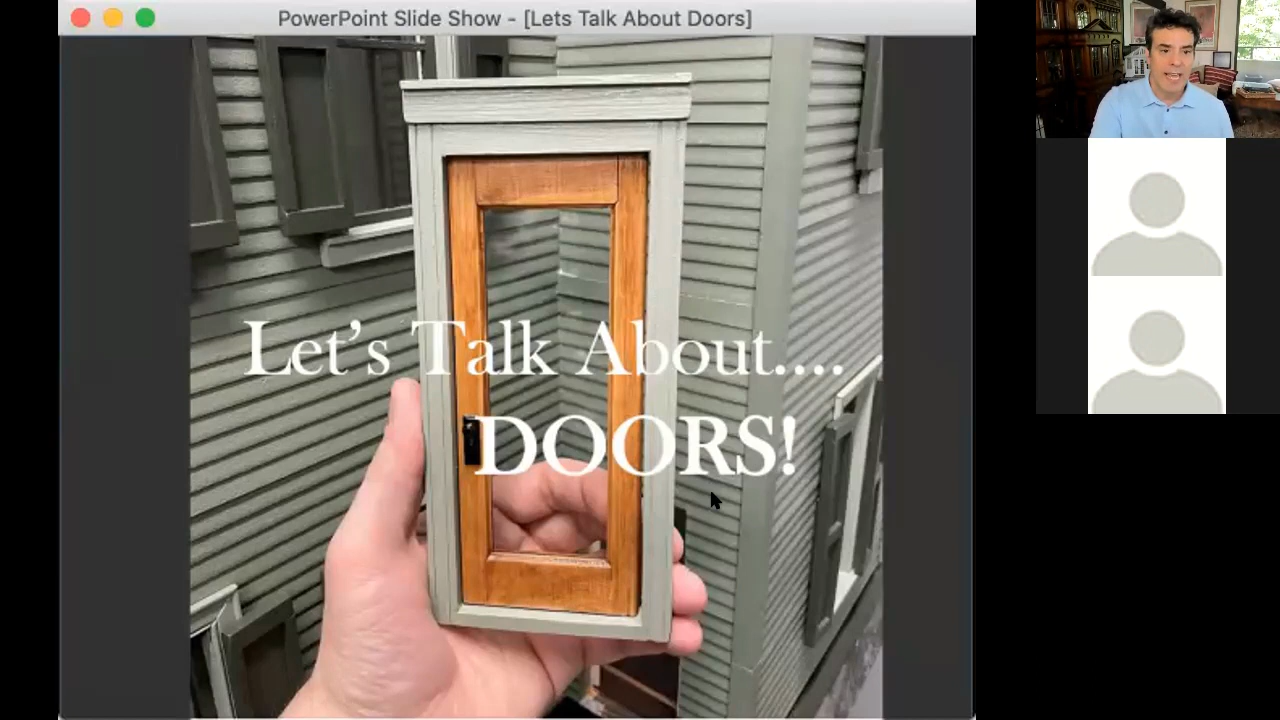 PowerPoint Slide Show - [Lets Talk About Doors]
Let's Talk About....
DOORS!